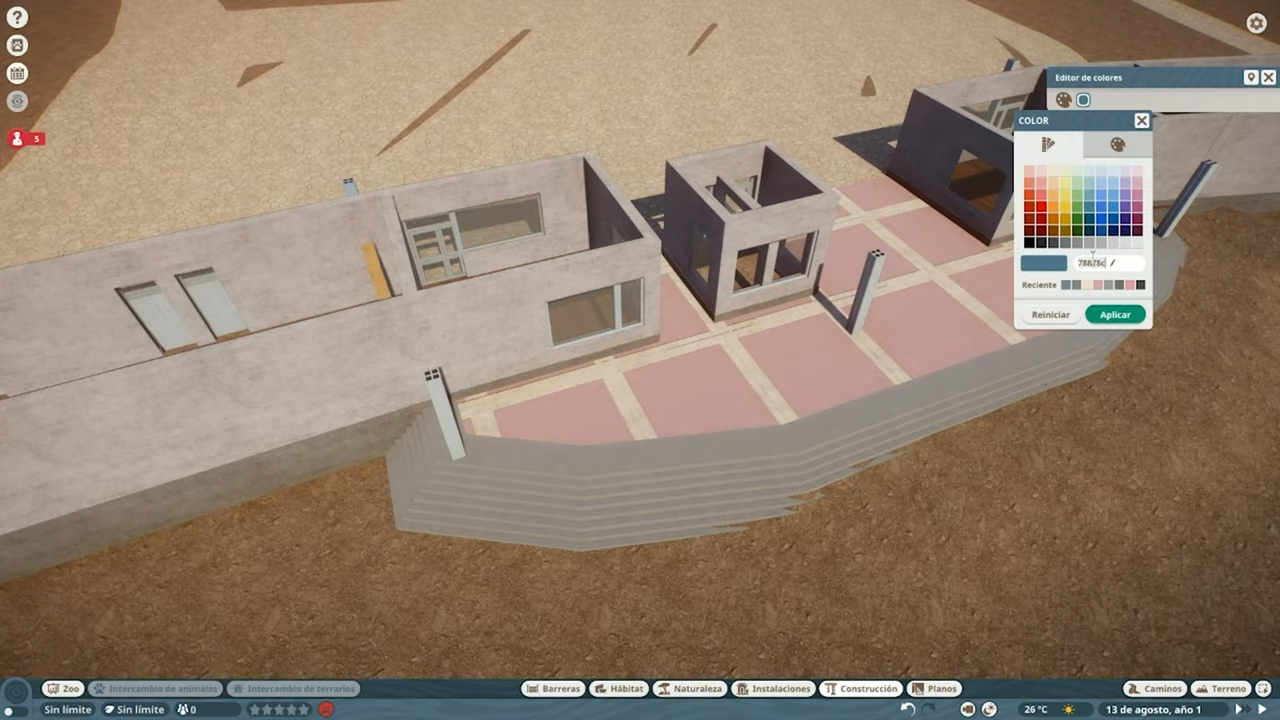 ?
5
Editor de colores
COLOR
Reciente
Reiniciar
Aplicar
Zoo
Intercambio de animales
Intercambio de terrarios
Barreras
Hábitat
Naturaleza
Instalaciones
Construcción
Planos
Caminos
Terreno
Sin límite
Sin límite
0
26 °C
13 de agosto, año 1